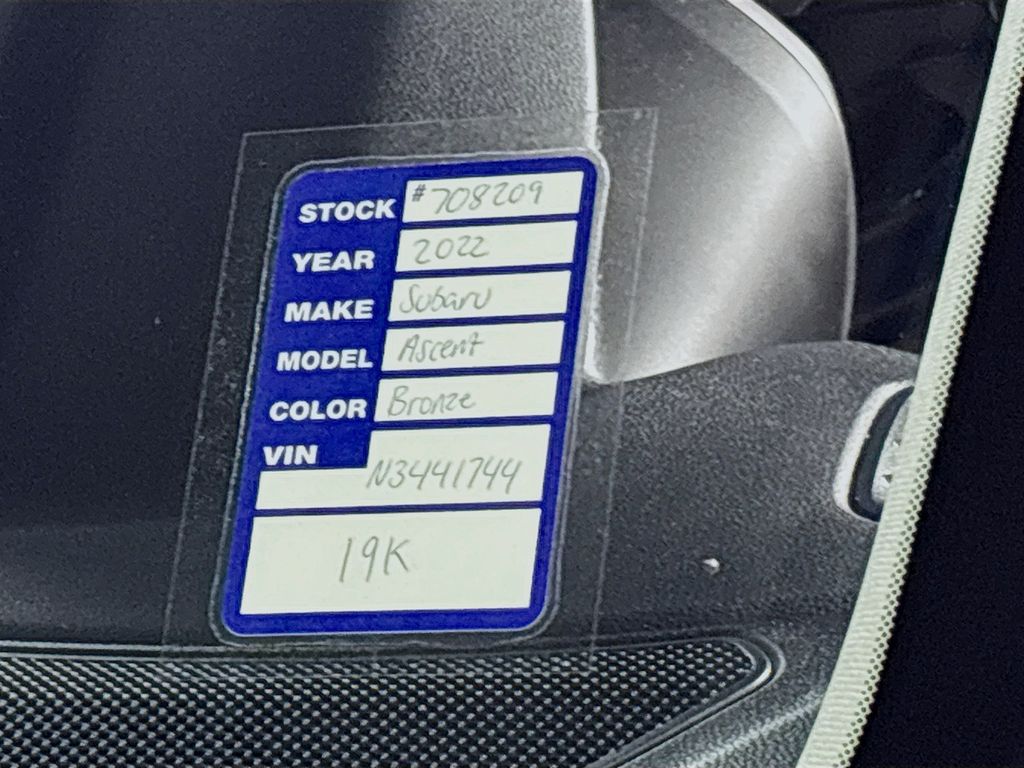 STOCK #708209
YEAR 2022
MAKE Subaru
MODEL Ascent
COLOR Bronze
VIN N3441744
19K